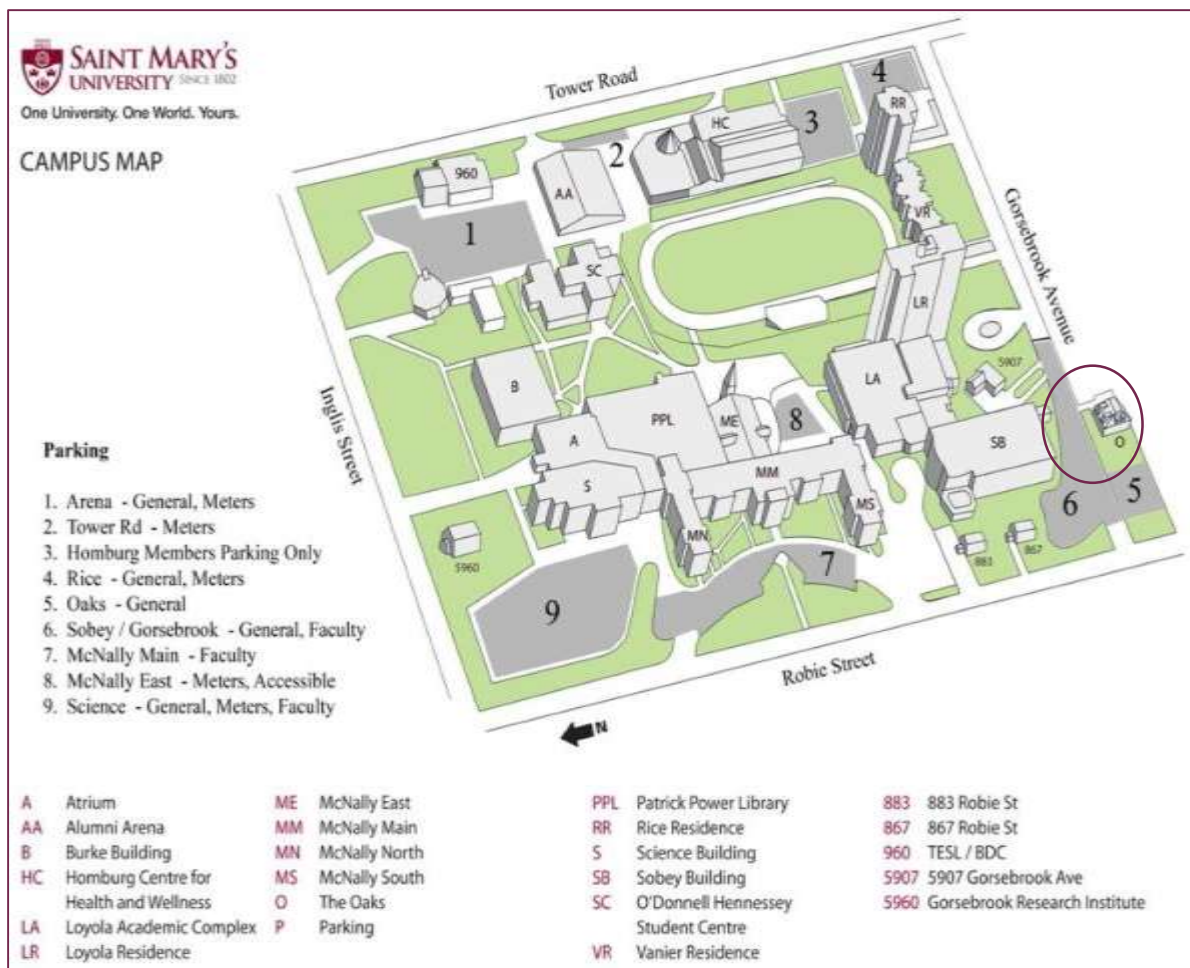 SAINT MARY'S
UNIVERSITY SINCE 1802
One University. One World. Yours.
CAMPUS MAP
Tower Road
Gorsebrook Avenue
Inglis Street
Robie Street
N
4
RR
HC
3
2
960
AA
VR
1
SC
LR
5907
LA
B
PPL
ME
8
A
SB
O
MM
S
6
5
MS
MN
7
883
867
5960
9
Parking
1. Arena - General, Meters
2. Tower Rd - Meters
3. Homburg Members Parking Only
4. Rice - General, Meters
5. Oaks - General
6. Sobey / Gorsebrook - General, Faculty
7. McNally Main - Faculty
8. McNally East - Meters, Accessible
9. Science - General, Meters, Faculty
A Atrium
AA Alumni Arena
B Burke Building
HC Homburg Centre for
Health and Wellness
LA Loyola Academic Complex
LR Loyola Residence
ME McNally East
MM McNally Main
MN McNally North
MS McNally South
O The Oaks
P Parking
PPL Patrick Power Library
RR Rice Residence
S Science Building
SB Sobey Building
SC O'Donnell Hennessey
Student Centre
VR Vanier Residence
883 883 Robie St
867 867 Robie St
960 TESL / BDC
5907 5907 Gorsebrook Ave
5960 Gorsebrook Research Institute